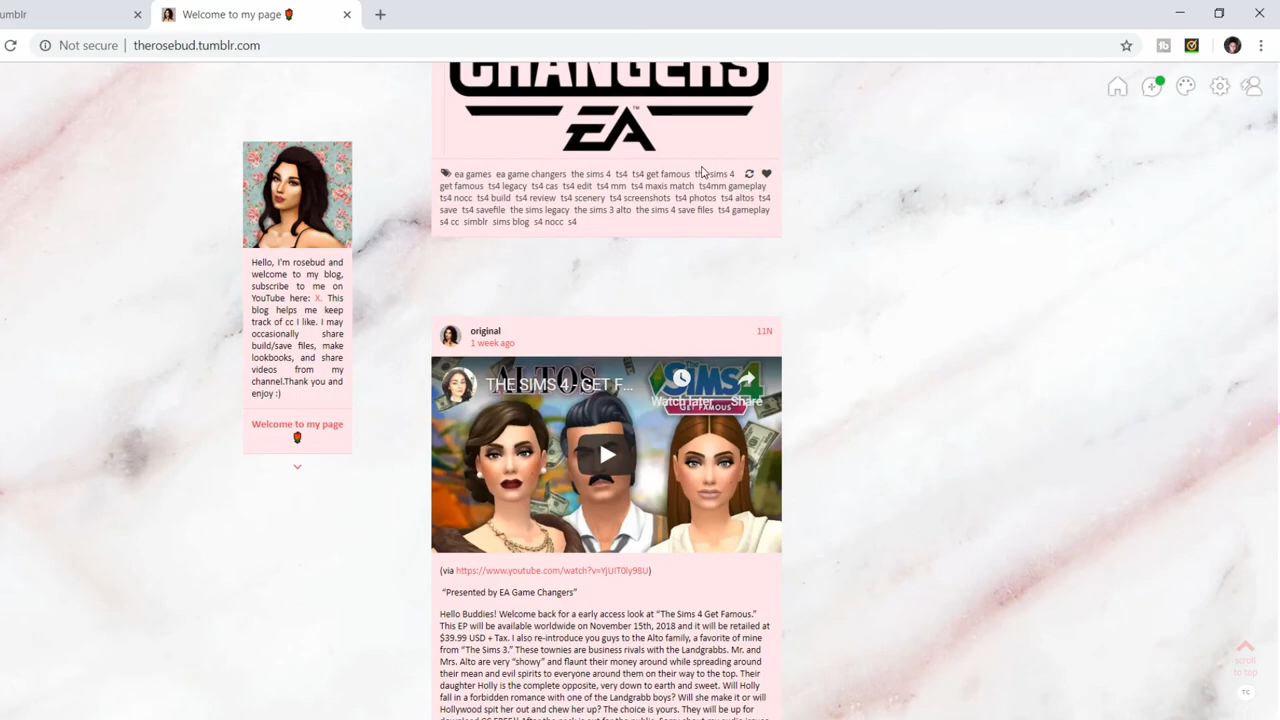 umblr
Welcome to my page
Not secure
therosebud.tumblr.com
CHANGERS
EA
ea games ea game changers the sims 4 ts4 ts4 get famous the sims 4
get famous ts4 legacy ts4 cas ts4 edit ts4 mm ts4 maxis match ts4mm gameplay
ts4 nocc ts4 build ts4 review ts4 scenery ts4 screenshots ts4 photos ts4 altos ts4
save ts4 savefile the sims legacy the sims 3 alto the sims 4 save files ts4 gameplay
s4 cc simblr sims blog s4 nocc s4
Hello, I'm rosebud and
welcome to my blog,
subscribe to me on
YouTube here: X. This
blog helps me keep
track of cc I like. I may
occasionally share
build/save files, make
lookbooks, and share
videos from my
channel.Thank you and
enjoy :)
Welcome to my page
original
11N
1 week ago
ALTOS
THE SIMS 4 - GET F...
Watch later
Share
SIMS4
GET FAMOUS
(via https://www.youtube.com/watch?v=YjUIT0Iy98U)
"Presented by EA Game Changers"
Hello Buddies! Welcome back for a early access look at "The Sims 4 Get Famous."
This EP will be available worldwide on November 15th, 2018 and it will be retailed at
$39.99 USD + Tax. I also re-introduce you guys to the Alto family, a favorite of mine
from "The Sims 3." These townies are business rivals with the Landgrabbs. Mr. and
Mrs. Alto are very "showy" and flaunt their money around while spreading around
their mean and evil spirits to everyone around them on their way to the top. Their
daughter Holly is the complete opposite, very down to earth and sweet. Will Holly
fall in a forbidden romance with one of the Landgrabb boys? Will she make it or will
Hollywood spit her out and chew her up? The choice is yours. They will be up for
scroll
to top
TC